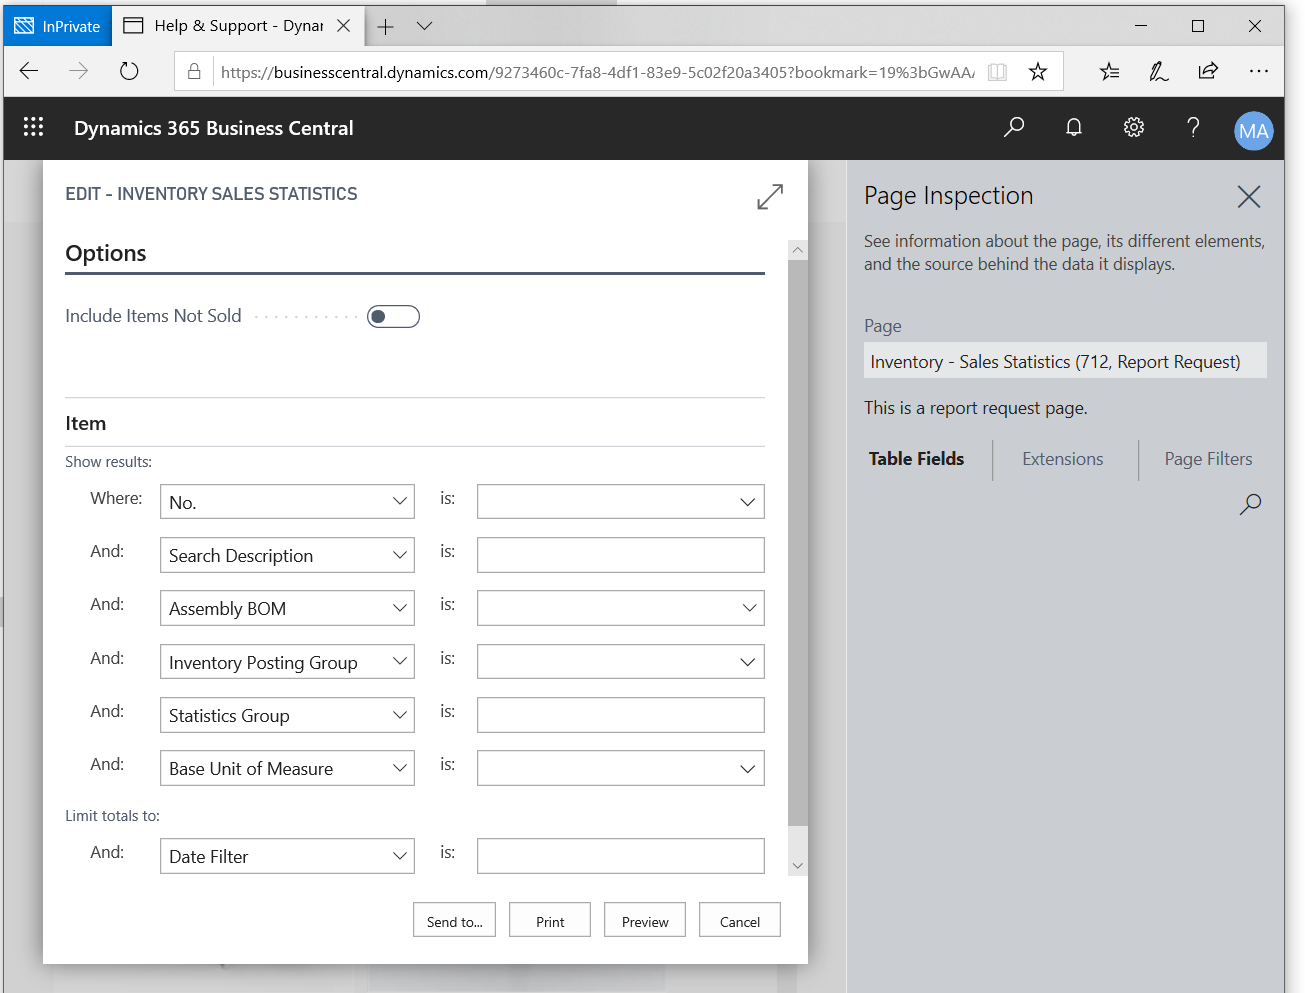 InPrivate
Help & Support - Dynar
https://businesscentral.dynamics.com/9273460c-7fa8-4df1-83e9-5c02f20a3405?bookmark=19%3bGwAA
Dynamics 365 Business Central
MA
EDIT - INVENTORY SALES STATISTICS
Options
Include Items Not Sold
Item
Show results:
Where: No. is:
And: Search Description is:
And: Assembly BOM is:
And: Inventory Posting Group is:
And: Statistics Group is:
And: Base Unit of Measure is:
Limit totals to:
And: Date Filter is:
Send to... Print Preview Cancel
Page Inspection
See information about the page, its different elements,
and the source behind the data it displays.
Page
Inventory - Sales Statistics (712, Report Request)
This is a report request page.
Table Fields Extensions Page Filters